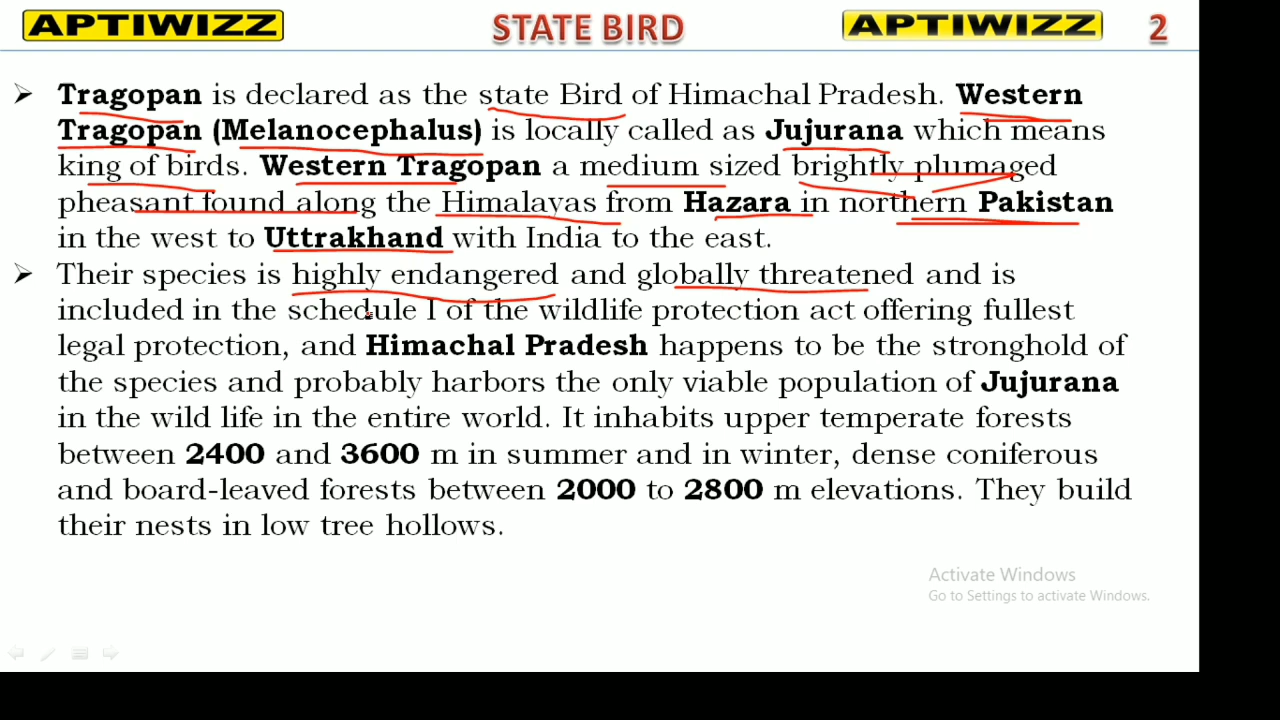 APTIWIZZ STATE BIRD APTIWIZZ 2
➢ Tragopan is declared as the state Bird of Himachal Pradesh. Western
Tragopan (Melanocephalus) is locally called as Jujurana which means
king of birds. Western Tragopan a medium sized brightly plumaged
pheasant found along the Himalayas from Hazara in northern Pakistan
in the west to Uttrakhand with India to the east.
➢ Their species is highly endangered and globally threatened and is
included in the schedule l of the wildlife protection act offering fullest
legal protection, and Himachal Pradesh happens to be the stronghold of
the species and probably harbors the only viable population of Jujurana
in the wild life in the entire world. It inhabits upper temperate forests
between 2400 and 3600 m in summer and in winter, dense coniferous
and board-leaved forests between 2000 to 2800 m elevations. They build
their nests in low tree hollows.
Activate Windows
Go to Settings to activate Windows.